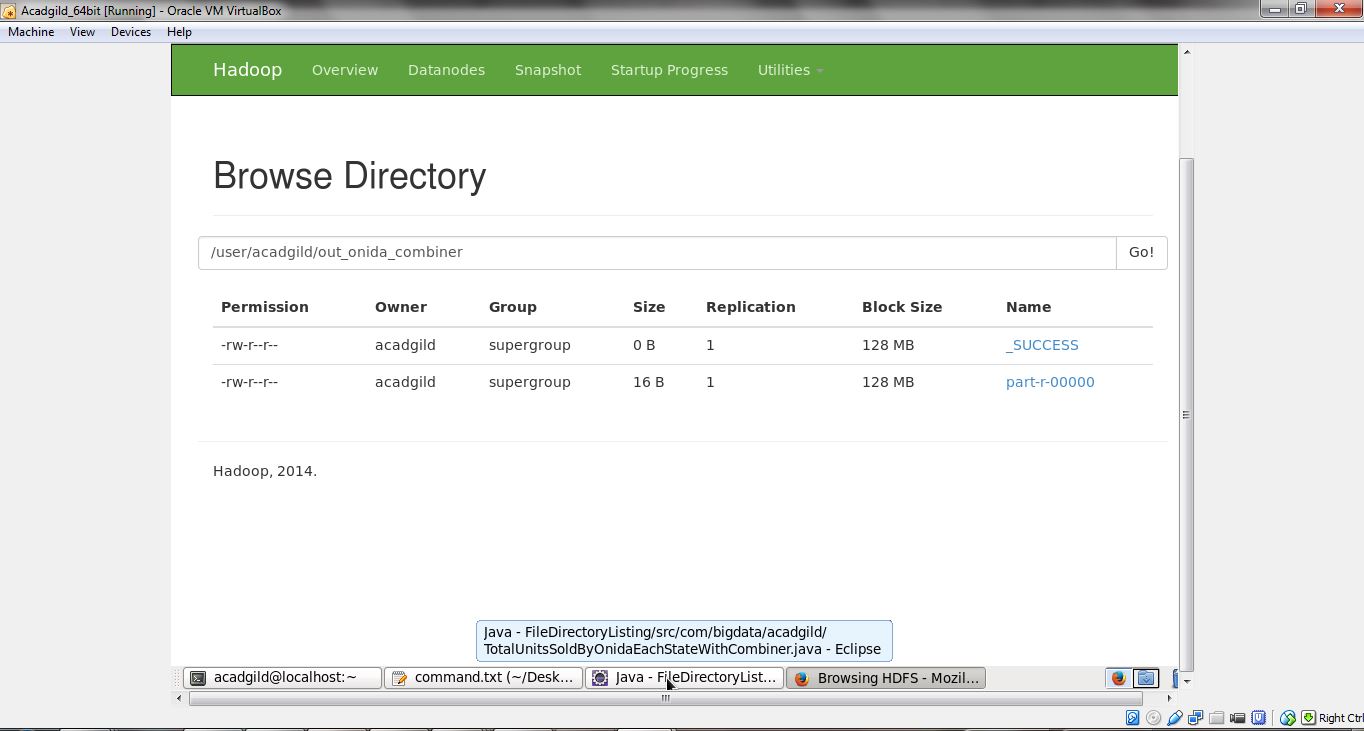 Acadgild_64bit [Running] - Oracle VM VirtualBox
Machine View Devices Help
Hadoop Overview Datanodes Snapshot Startup Progress Utilities
Browse Directory
/user/acadgild/out_onida_combiner Go!
Permission Owner Group Size Replication Block Size Name
-rw-r--r-- acadgild supergroup 0 B 1 128 MB _SUCCESS
-rw-r--r-- acadgild supergroup 16 B 1 128 MB part-r-00000
Hadoop, 2014.
Java - FileDirectoryListing/src/com/bigdata/acadgild/
TotalUnitsSoldByOnidaEachStateWithCombiner.java - Eclipse
acadgild@localhost:~ command.txt (~/Desk... Java - FileDirectoryList... Browsing HDFS - Mozil...
Right Ctrl